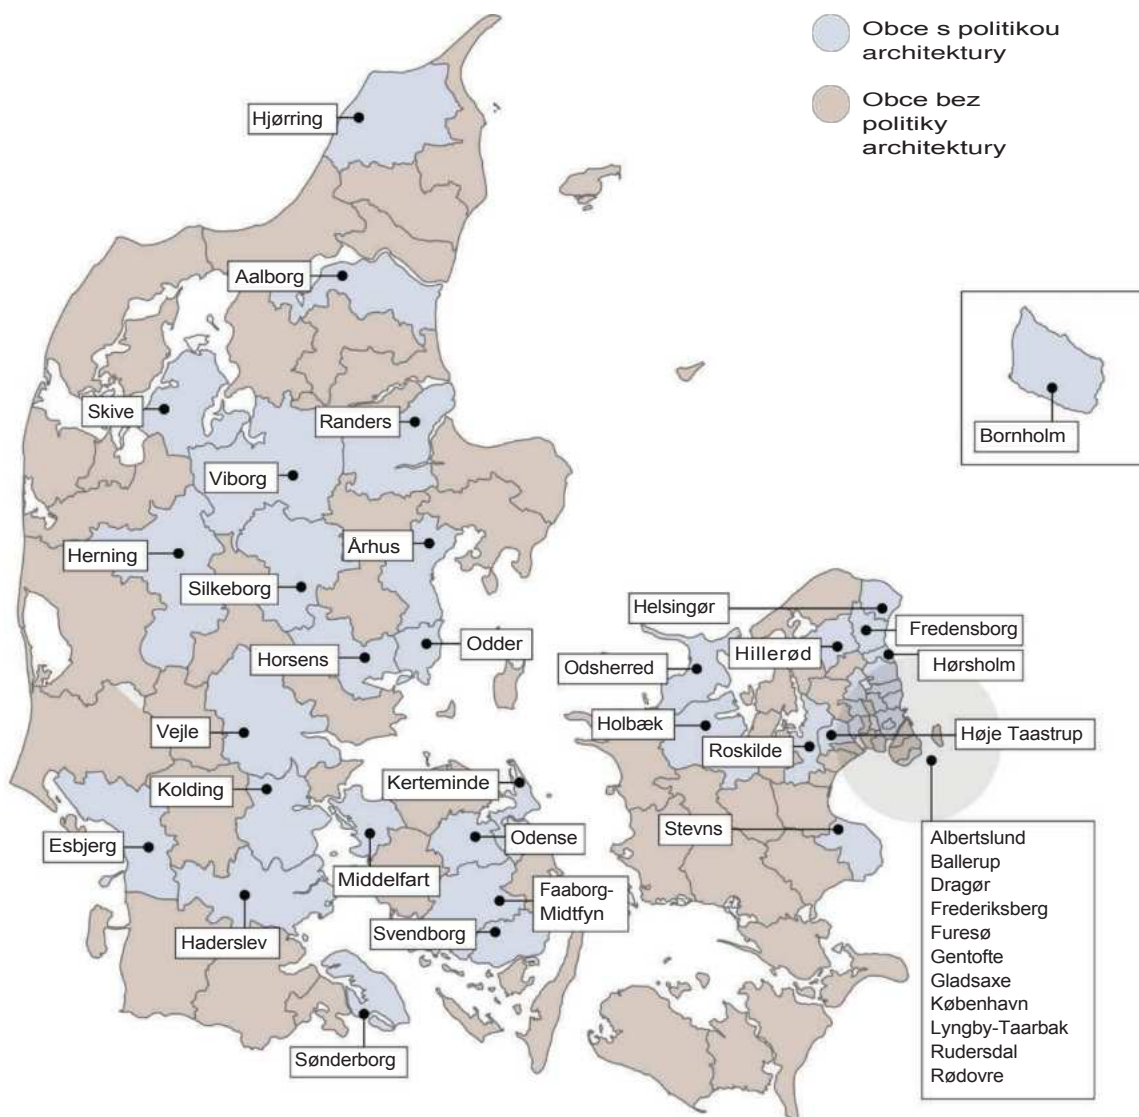 Obce s politikou
architektury
Obce bez
politiky
architektury
Hjørring
Aalborg
Skive
Randers
Viborg
Bornholm
Herning
Århus
Silkeborg
Horsens
Odder
Helsingør
Fredensborg
Hillerød
Hørsholm
Odsherred
Holbæk
Roskilde
Høje Taastrup
Vejle
Kolding
Kerteminde
Esbjerg
Odense
Stevns
Middelfart
Faaborg-
Midtfyn
Svendborg
Haderslev
Sønderborg
Albertslund
Ballerup
Dragør
Frederiksberg
Furesø
Gentofte
Gladsaxe
København
Lyngby-Taarbak
Rudersdal
Rødovre